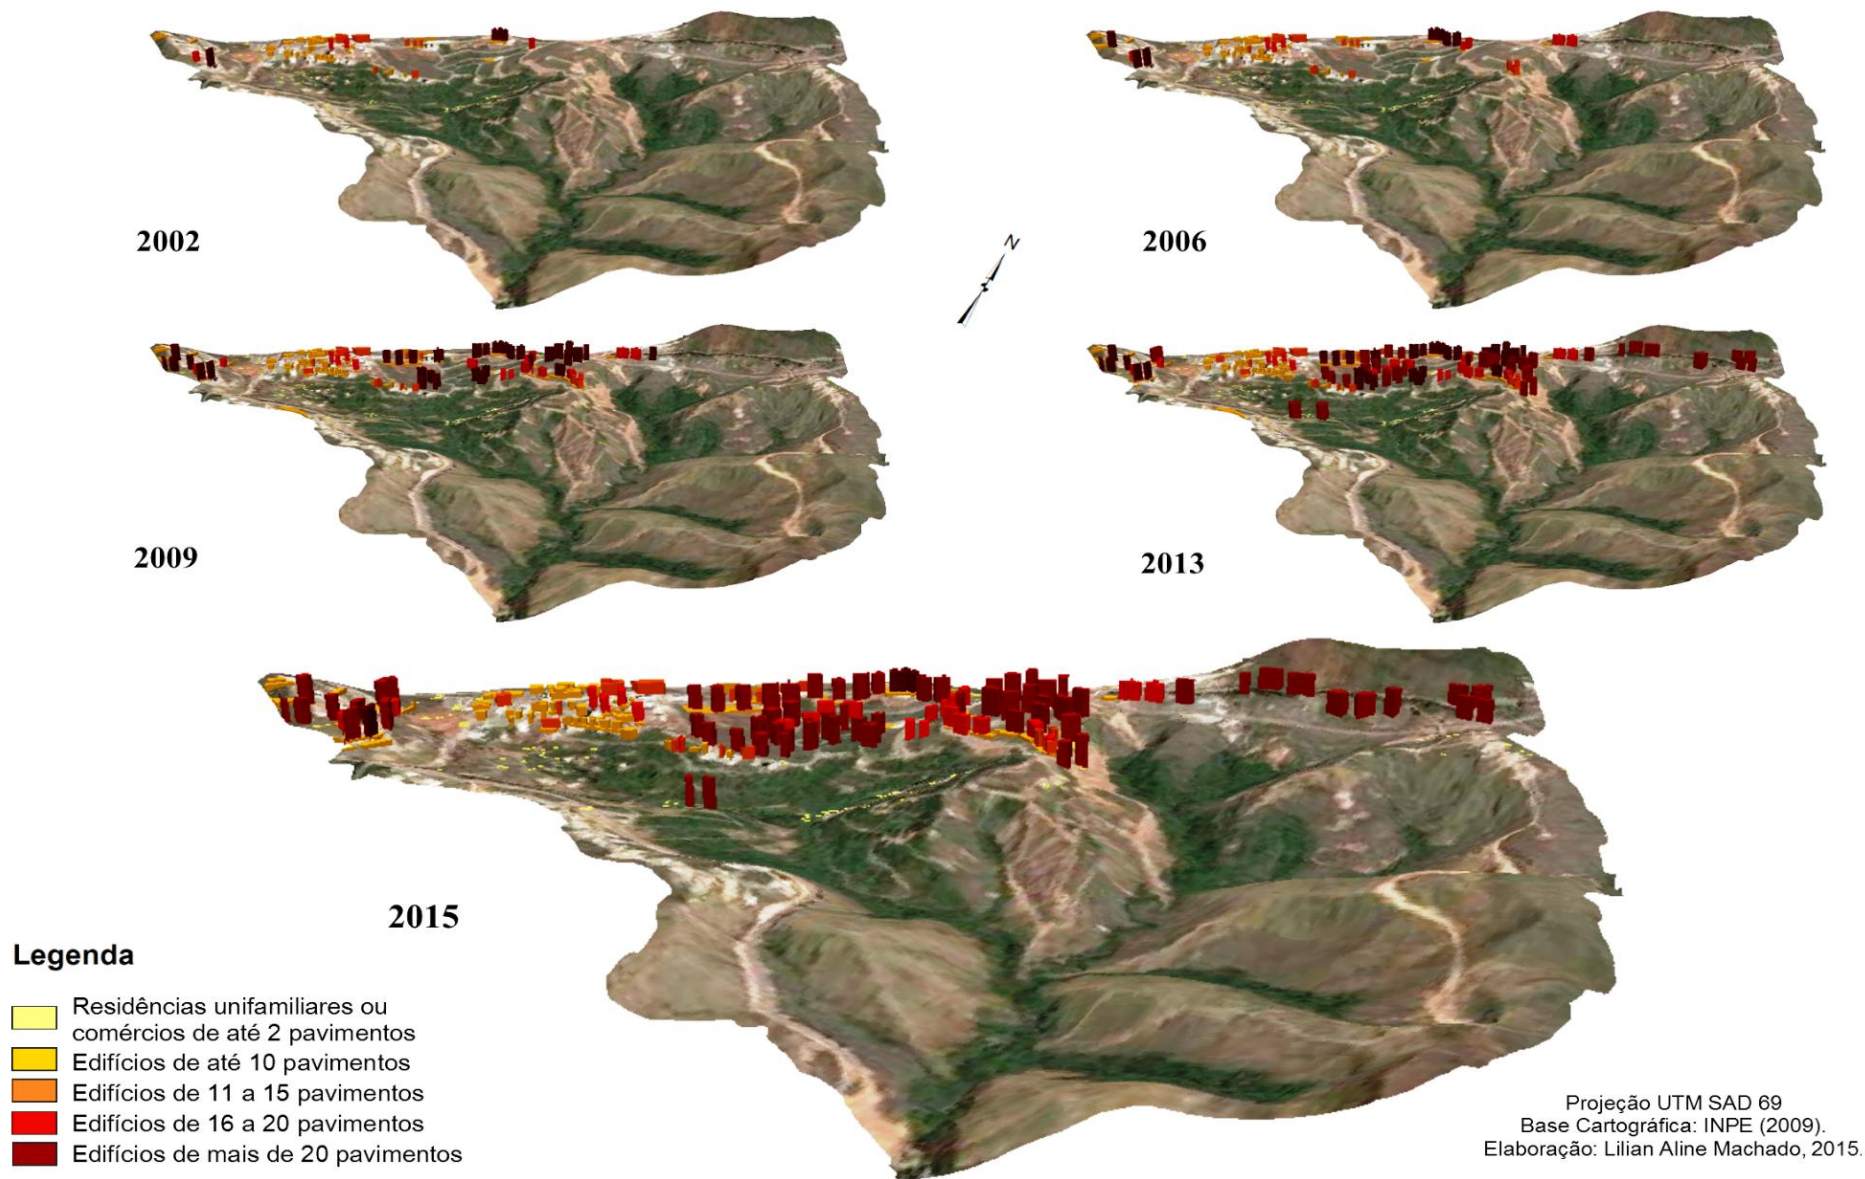 2002
2006
N
2009
2013
2015
Legenda
Residências unifamiliares ou
comércios de até 2 pavimentos
Edifícios de até 10 pavimentos
Edifícios de 11 a 15 pavimentos
Edifícios de 16 a 20 pavimentos
Edifícios de mais de 20 pavimentos
Projeção UTM SAD 69
Base Cartográfica: INPE (2009).
Elaboração: Lilian Aline Machado, 2015.